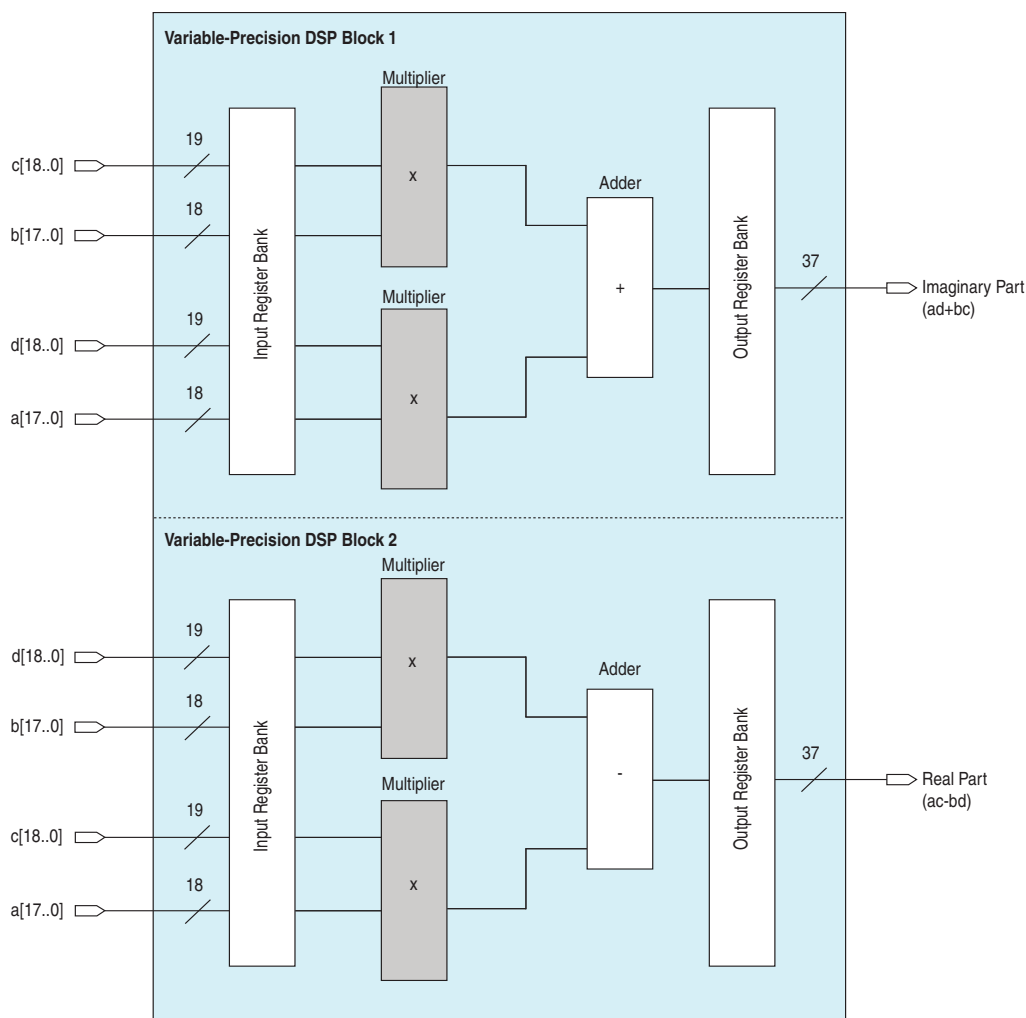 Variable-Precision DSP Block 1
Multiplier
19
c[18..0]
x
Adder
18
b[17..0]
Input Register Bank
+
Output Register Bank
37
Imaginary Part
(ad+bc)
Multiplier
19
d[18..0]
18
x
a[17..0]
Variable-Precision DSP Block 2
Multiplier
19
d[18..0]
x
Adder
18
b[17..0]
Input Register Bank
-
Output Register Bank
37
Real Part
(ac-bd)
Multiplier
19
c[18..0]
18
x
a[17..0]